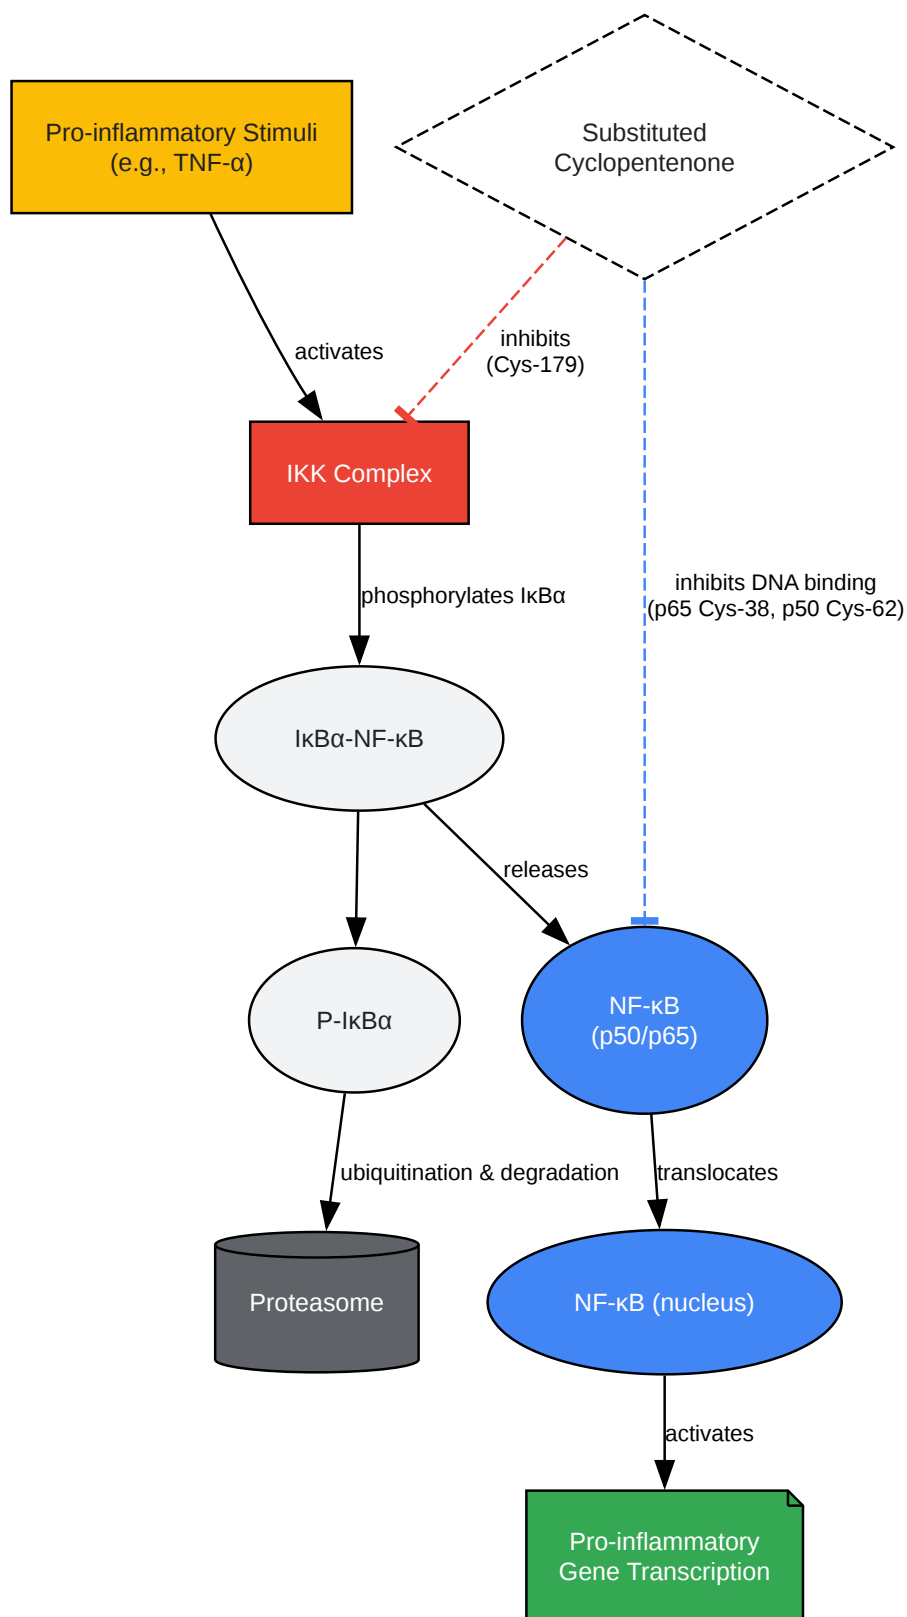 Pro-inflammatory Stimuli
(e.g., TNF-α)
Substituted
Cyclopentenone
activates
inhibits
(Cys-179)
IKK Complex
phosphorylates IκBα
inhibits DNA binding
(p65 Cys-38, p50 Cys-62)
IκBα-NF-κB
releases
P-IκBα
NF-κB
(p50/p65)
ubiquitination & degradation
translocates
Proteasome
NF-κB (nucleus)
activates
Pro-inflammatory
Gene Transcription